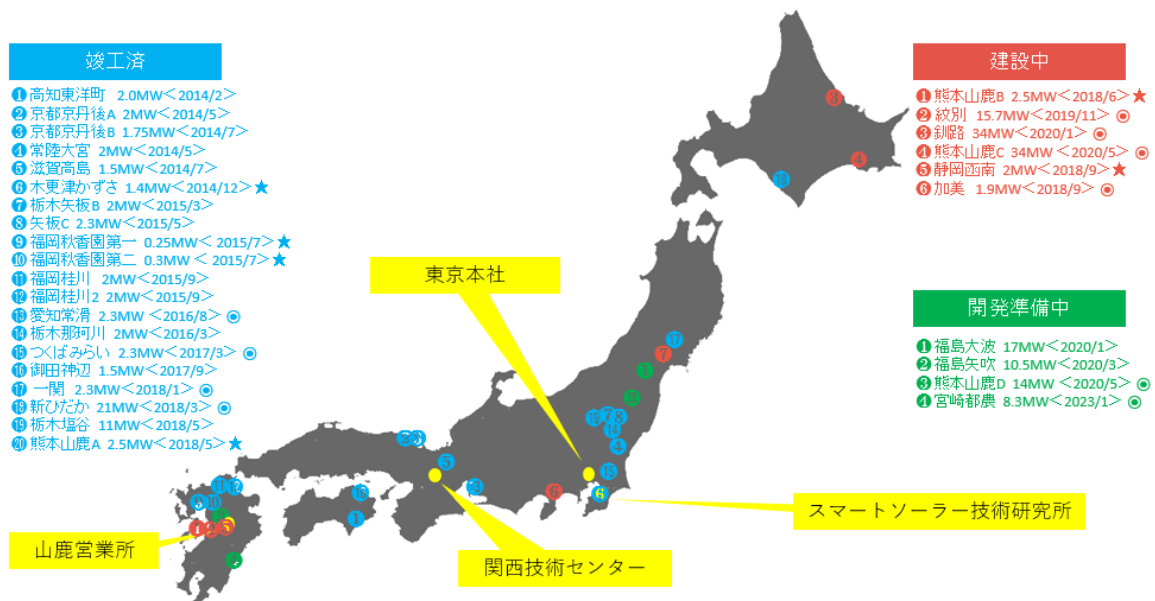 竣工済
❶高知東洋町 2.0MW<2014/2>
❷京都京丹後A 2MW<2014/5>
❸京都京丹後B 1.75MW<2014/7>
❹常陸大宮 2MW<2014/5>
❺滋賀高島 1.5MW<2014/7>
❻木更津かずさ 1.4MW<2014/12>★
❼栃木矢板B 2MW<2015/3>
❽矢板C 2.3MW<2015/5>
❾福岡秋香園第一 0.25MW< 2015/7>★
❿福岡秋香園第二 0.3MW < 2015/7>★
⓫福岡桂川 2MW<2015/9>
⓬福岡桂川2 2MW<2015/9>
⓭愛知常滑 2.3MW <2016/8> ◉
⓮栃木那珂川 2MW<2016/3>
⓯つくばみらい 2.3MW<2017/3> ◉
⓰御田神辺 1.5MW<2017/9>
⓱一関 2.3MW<2018/1> ◉
⓲新ひだか 21MW<2018/3> ◉
⓳栃木塩谷 11MW<2018/5>
⓴熊本山鹿A 2.5MW<2018/5>★
建設中
❶熊本山鹿B 2.5MW<2018/6>★
❷紋別 15.7MW<2019/11> ◉
❸釧路 34MW<2020/1> ◉
❹熊本山鹿C 34MW <2020/5> ◉
❺静岡函南 2MW<2018/9>★
❻加美 1.9MW<2018/9> ◉
開発準備中
❶福島大波 17MW<2020/1>
❷福島矢吹 10.5MW<2020/3>
❸熊本山鹿D 14MW <2020/5> ◉
❹宮崎都農 8.3MW<2023/1> ◉
東京本社
スマートソーラー技術研究所
関西技術センター
山鹿営業所
❸
❹
⓲
⓱
❼
❶
❷
❼
❽
⓮
❹
⓯
❻
❻
❺
❶
⓫
⓬
❶
❺